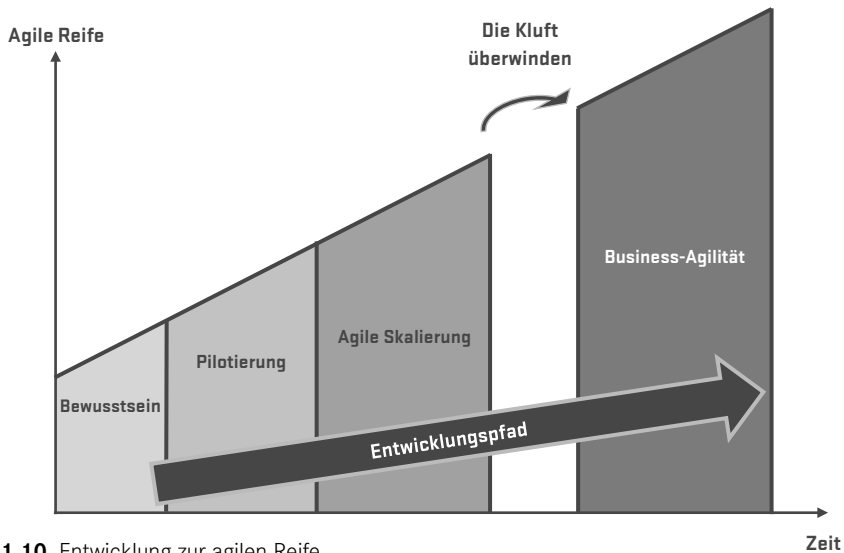 Agile Reife
Die Kluft
überwinden
Business-Agilität
Agile Skalierung
Pilotierung
Bewusstsein
Entwicklungspfad
Zeit
1.10 Entwicklung zur agilen Reife